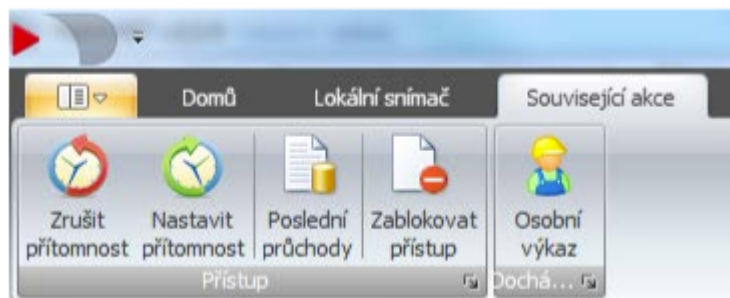 Domů Lokální snímač Související akce
Zrušit Nastavit Poslední Zablokovat Osobní
přítomnost přítomnost průchody přístup výkaz
Přístup Dochá...